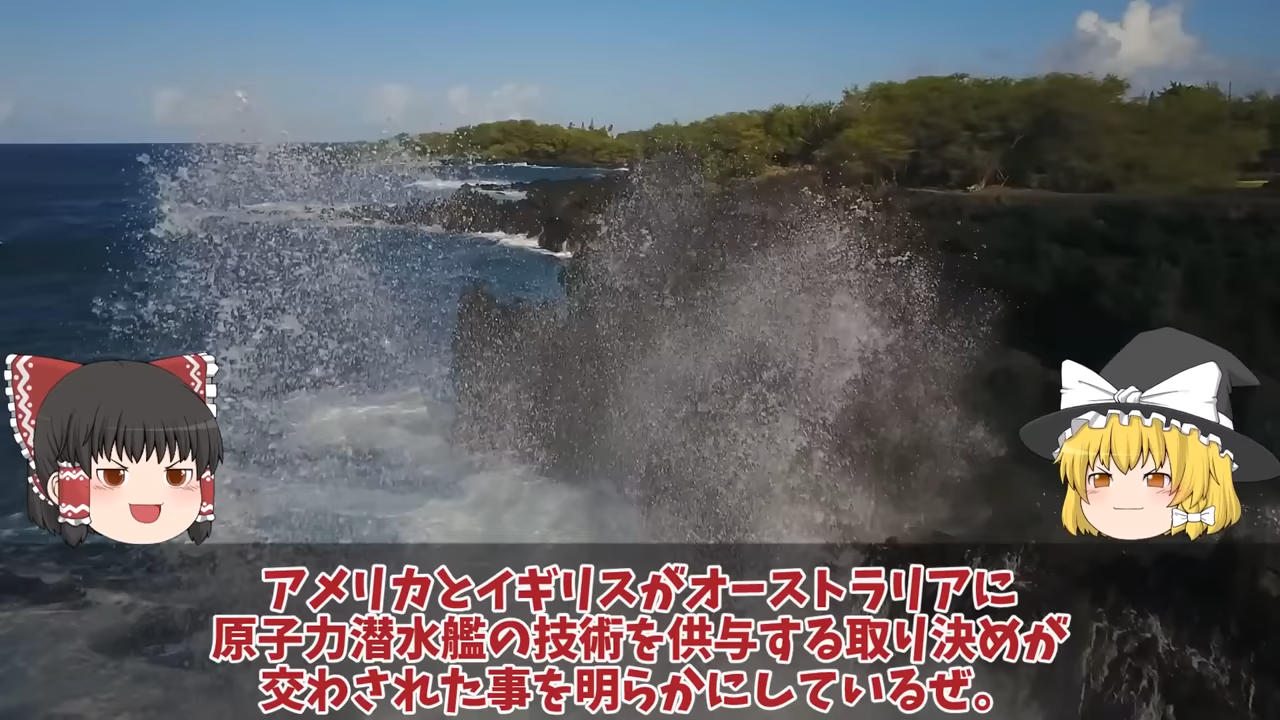 アメリカとイギリスがオーストラリアに
原子力潜水艦の技術を供与する取り決めが
交わされた事を明らかにしているぜ。